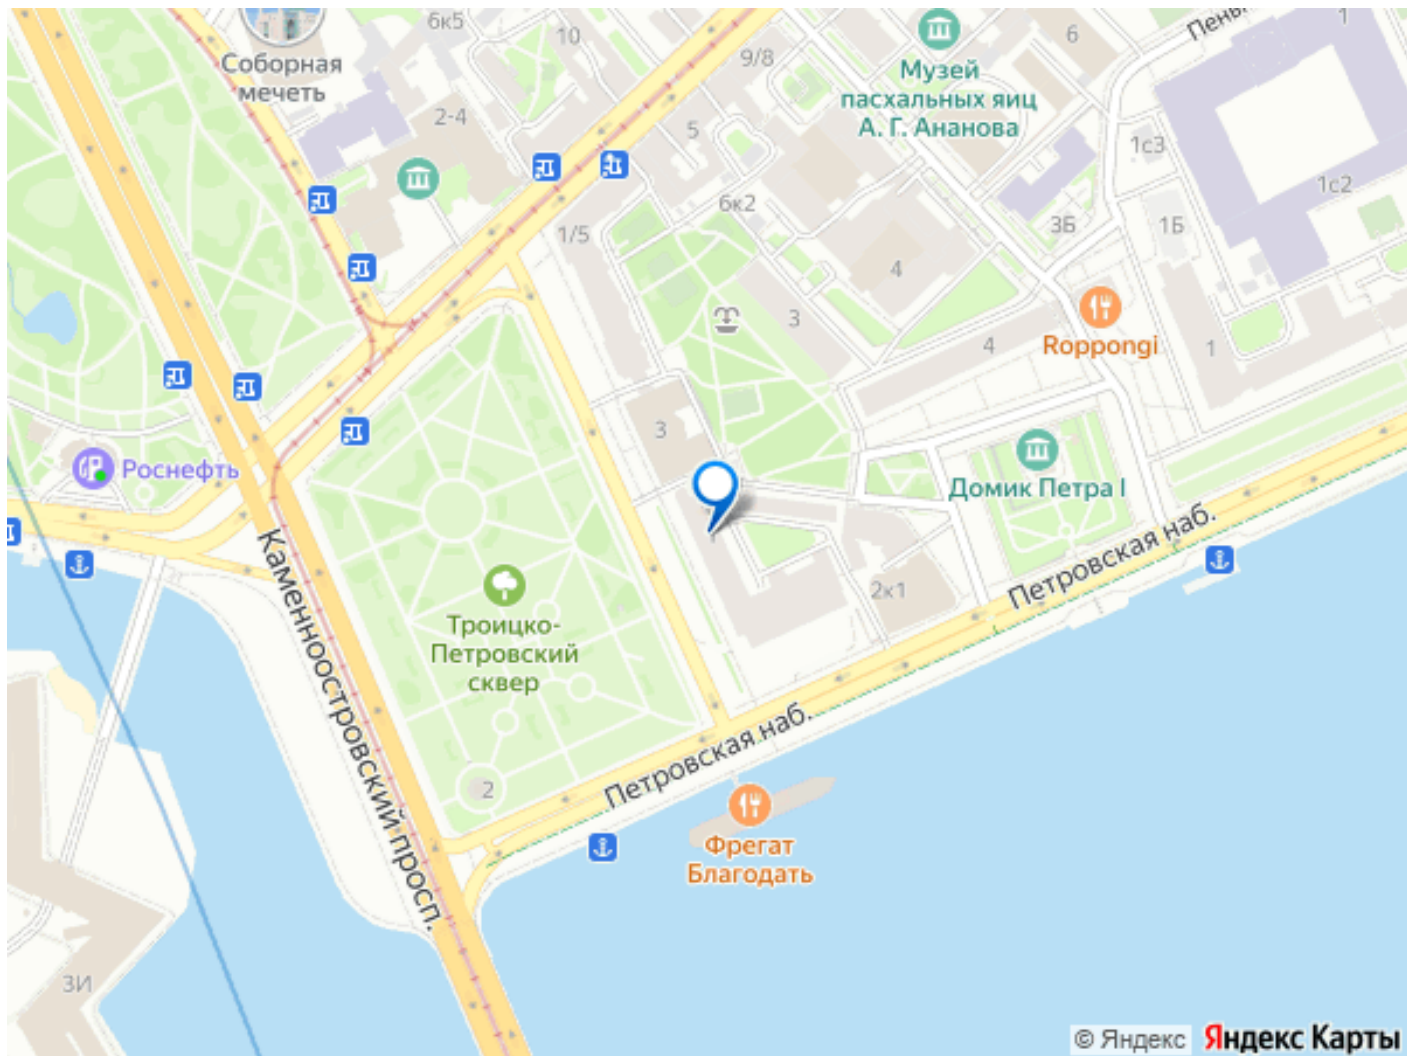 6к5
10
Соборная
мечеть
2-4
9/8
5
Музей
пасхальных яиц
А. Г. Ананова
6
1
1с3
1с2
1Б
3Б
6к2
1/5
4
3
4
Roppongi
1
3
Роснефть
Домик Петра I
Петровская наб.
2к1
Троицко-
Петровский
сквер
Каменноостровский просп.
Петровская наб.
2
Фрегат
Благодать
3И
© Яндекс
Яндекс Карты